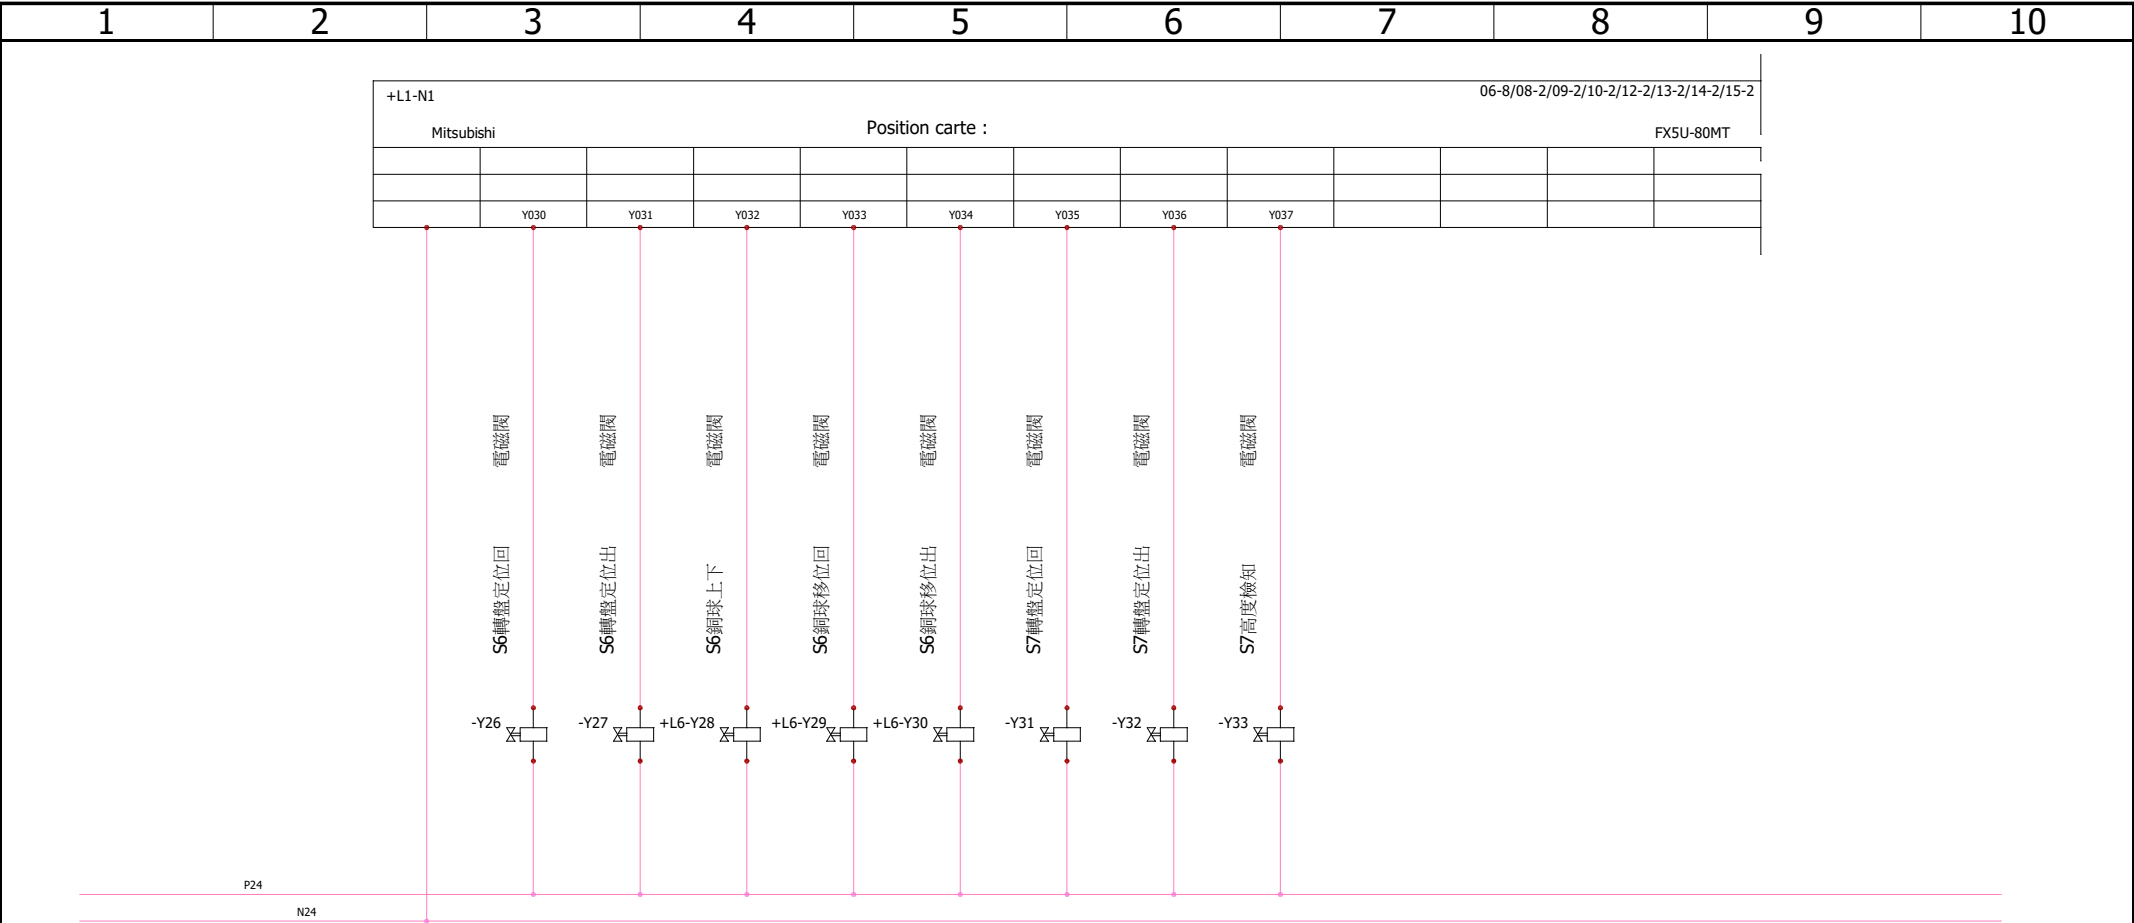 1 2 3 4 5 6 7 8 9 10
+L1-N1 06-8/08-2/09-2/10-2/12-2/13-2/14-2/15-2
Mitsubishi Position carte : FX5U-80MT
Y030 Y031 Y032 Y033 Y034 Y035 Y036 Y037
S6轉盤定位回 電磁閥
S6轉盤定位出 電磁閥
S6銅球上下 電磁閥
S6銅球移位回 電磁閥
S6銅球移位出 電磁閥
S7轉盤定位回 電磁閥
S7轉盤定位出 電磁閥
S7高度檢知 電磁閥
-Y26 -Y27 +L6-Y28 +L6-Y29 +L6-Y30 -Y31 -Y32 -Y33
P24
N24